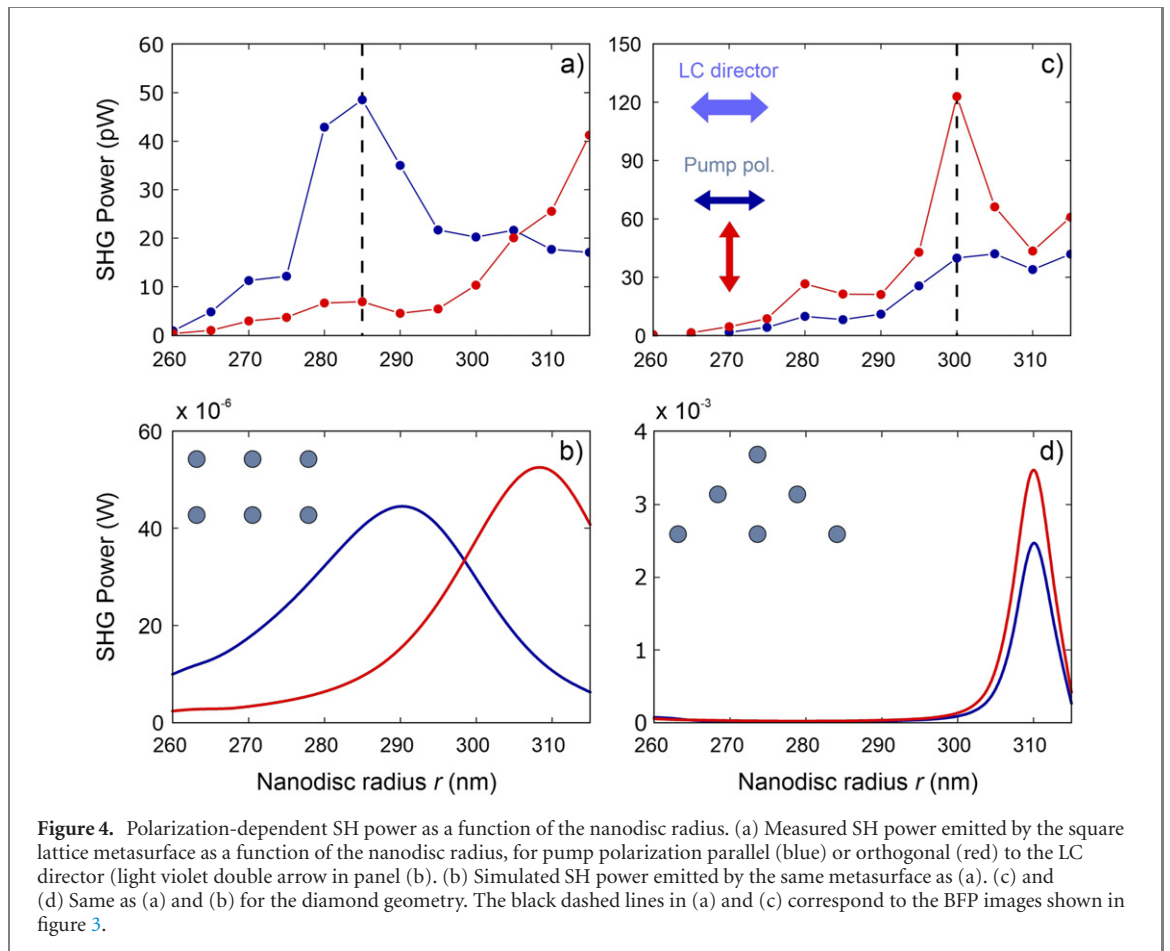 60
50
40
30
20
10
0
260
270
280
290
300
310
SHG Power (pW)
a)
150
120
90
60
30
0
260
270
280
290
300
310
LC director
Pump pol.
c)
x 10-6
60
40
20
0
260
270
280
290
300
310
SHG Power (W)
Nanodisc radius r (nm)
b)
x 10-3
4
3
2
1
0
260
270
280
290
300
310
Nanodisc radius r (nm)
d)
Figure 4. Polarization-dependent SH power as a function of the nanodisc radius. (a) Measured SH power emitted by the square
lattice metasurface as a function of the nanodisc radius, for pump polarization parallel (blue) or orthogonal (red) to the LC
director (light violet double arrow in panel (b). (b) Simulated SH power emitted by the same metasurface as (a). (c) and
(d) Same as (a) and (b) for the diamond geometry. The black dashed lines in (a) and (c) correspond to the BFP images shown in
figure 3.